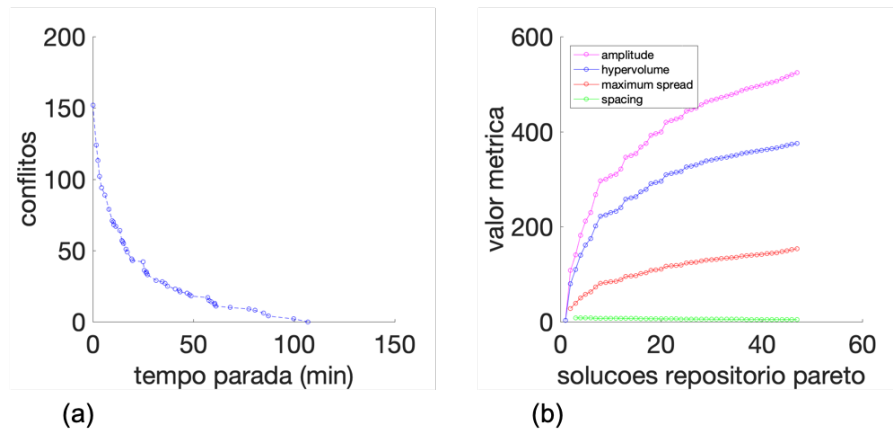 200
150
100
50
0
conflitos
0 50 100 150
tempo parada (min)
(a)
600
400
200
0
valor metrica
amplitude
hypervolume
maximum spread
spacing
0 20 40 60
solucoes repositorio pareto
(b)